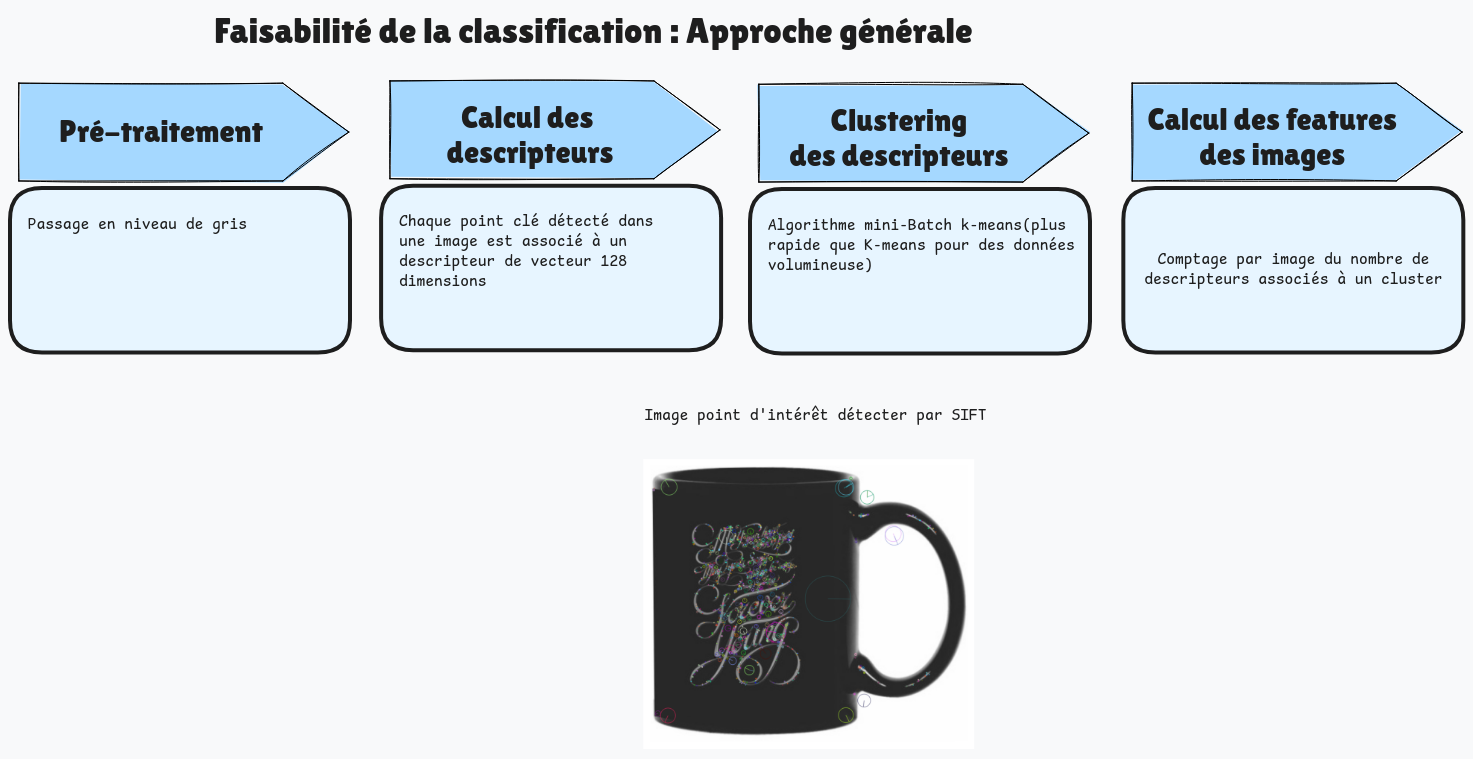 Faisabilité de la classification : Approche générale
Pré-traitement
Passage en niveau de gris
Calcul des
descripteurs
Chaque point clé détecté dans
une image est associé à un
descripteur de vecteur 128
dimensions
Clustering
des descripteurs
Algorithme mini-Batch k-means(plus
rapide que K-means pour des données
volumineuse)
Calcul des features
des images
Comptage par image du nombre de
descripteurs associés à un cluster
Image point d'intérêt détecter par SIFT
Forever
Young